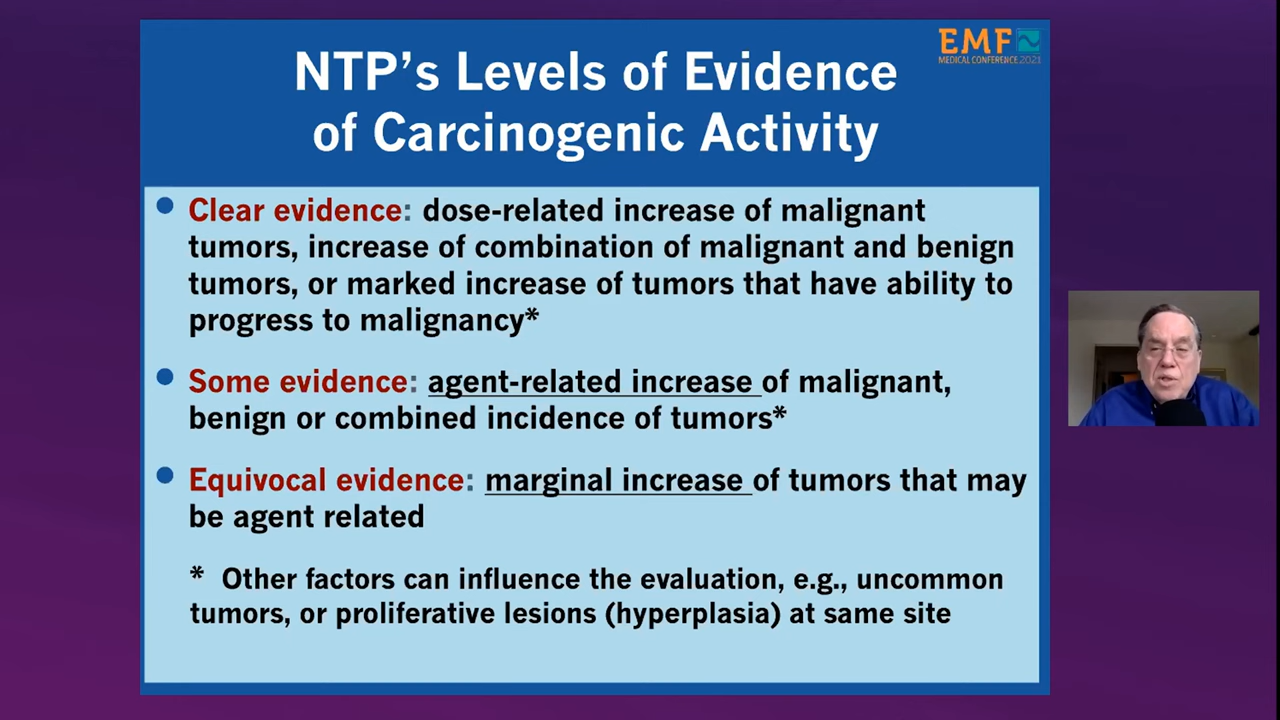 EMF
MEDICAL CONFERENCE 2021
NTP's Levels of Evidence
of Carcinogenic Activity
• Clear evidence: dose-related increase of malignant
tumors, increase of combination of malignant and benign
tumors, or marked increase of tumors that have ability to
progress to malignancy*
• Some evidence: agent-related increase of malignant,
benign or combined incidence of tumors*
• Equivocal evidence: marginal increase of tumors that may
be agent related
* Other factors can influence the evaluation, e.g., uncommon
tumors, or proliferative lesions (hyperplasia) at same site